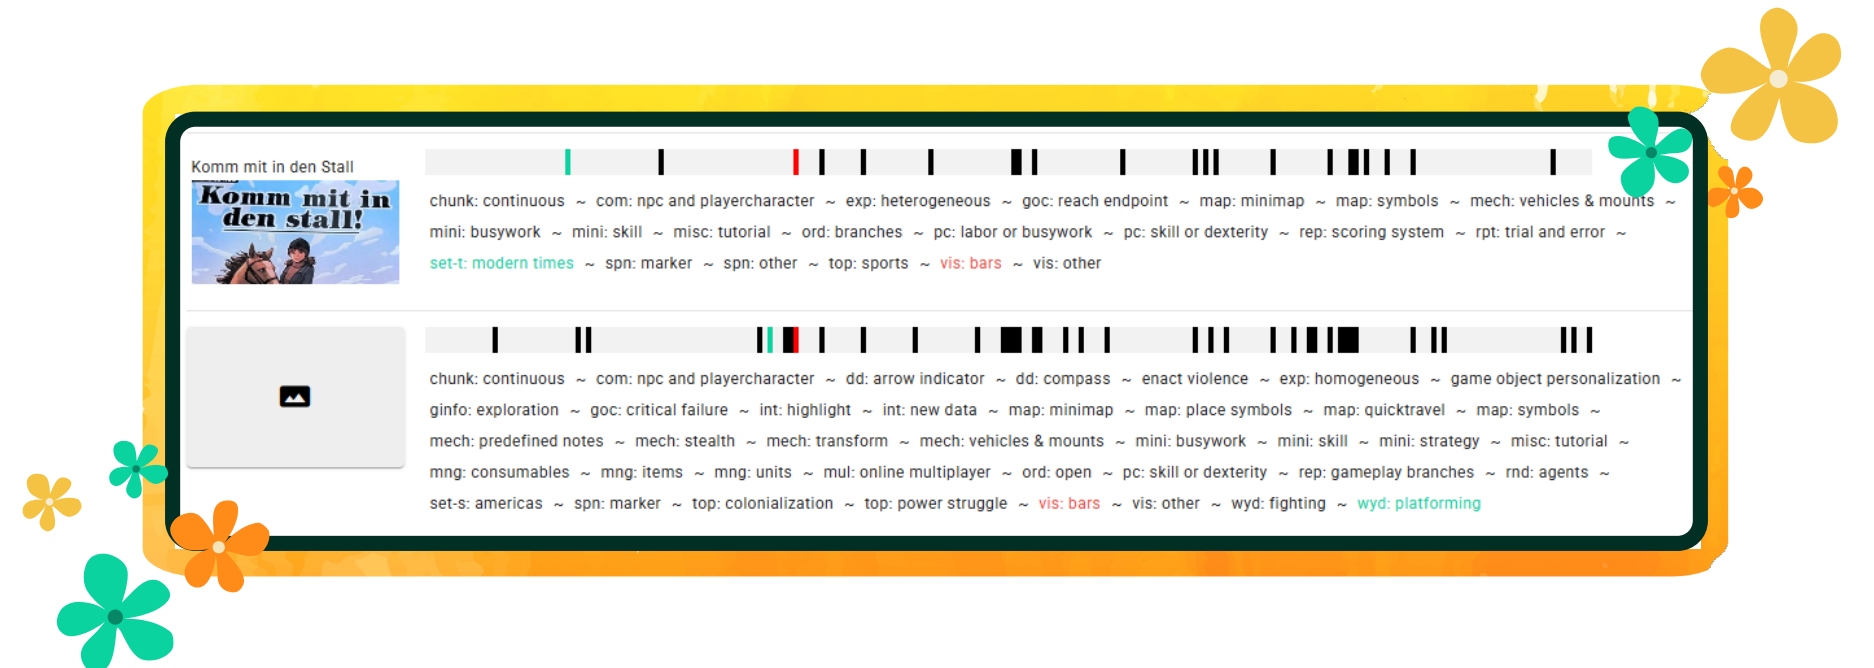 Komm mit in den Stall
Komm mit in
den stall!
chunk: continuous ~ com: npc and playercharacter ~ exp: heterogeneous ~ goc: reach endpoint ~ map: minimap ~ map: symbols ~ mech: vehicles & mounts ~
mini: busywork ~ mini: skill ~ misc: tutorial ~ ord: branches ~ pc: labor or busywork ~ pc: skill or dexterity ~ rep: scoring system ~ rpt: trial and error ~
set-t: modern times ~ spn: marker ~ spn: other ~ top: sports ~ vis: bars ~ vis: other
chunk: continuous ~ com: npc and playercharacter ~ dd: arrow indicator ~ dd: compass ~ enact violence ~ exp: homogeneous ~ game object personalization ~
ginfo: exploration ~ goc: critical failure ~ int: highlight ~ int: new data ~ map: minimap ~ map: place symbols ~ map: quicktravel ~ map: symbols ~
mech: predefined notes ~ mech: stealth ~ mech: transform ~ mech: vehicles & mounts ~ mini: busywork ~ mini: skill ~ mini: strategy ~ misc: tutorial ~
mng: consumables ~ mng: items ~ mng: units ~ mul: online multiplayer ~ ord: open ~ pc: skill or dexterity ~ rep: gameplay branches ~ rnd: agents ~
set-s: americas ~ spn: marker ~ top: colonialization ~ top: power struggle ~ vis: bars ~ vis: other ~ wyd: fighting ~ wyd: platforming